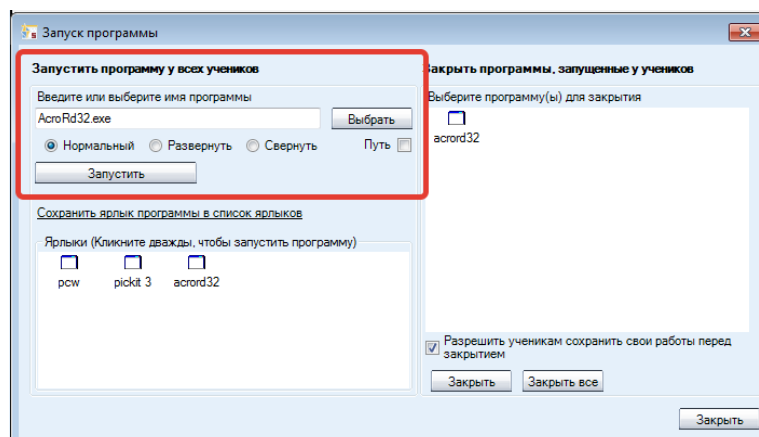 Запуск программы
Запустить программу у всех учеников
Введите или выберите имя программы
AcroRd32.exe
Выбрать
Нормальный Развернуть Свернуть Путь
Запустить
Сохранить ярлык программы в список ярлыков
Ярлыки (Кликните дважды, чтобы запустить программу)
pcw pickit 3 acrord32
Закрыть программы, запущенные у учеников
Выберите программу(ы) для закрытия
acrord32
Разрешить ученикам сохранить свои работы перед
закрытием
Закрыть Закрыть все
Закрыть